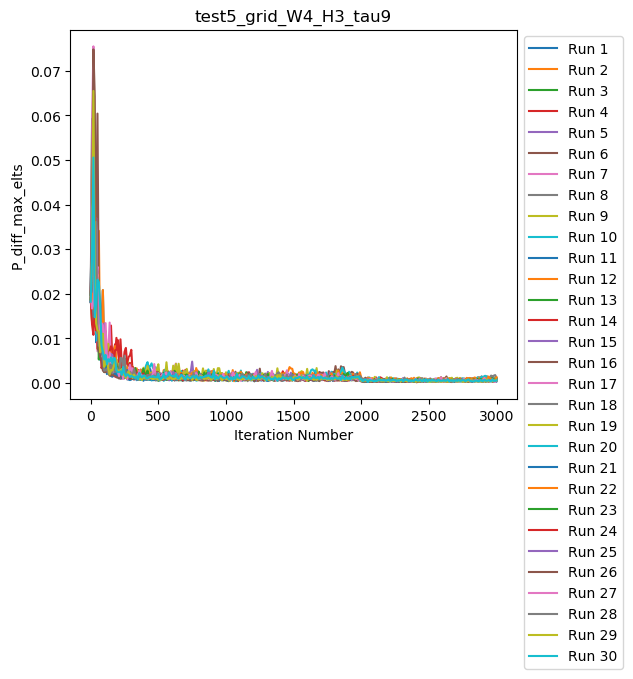 test5_grid_W4_H3_tau9
P_diff_max_elts
0.07
0.06
0.05
0.04
0.03
0.02
0.01
0.00
0
500
1000
1500
2000
2500
3000
Iteration Number
Run 1
Run 2
Run 3
Run 4
Run 5
Run 6
Run 7
Run 8
Run 9
Run 10
Run 11
Run 12
Run 13
Run 14
Run 15
Run 16
Run 17
Run 18
Run 19
Run 20
Run 21
Run 22
Run 23
Run 24
Run 25
Run 26
Run 27
Run 28
Run 29
Run 30